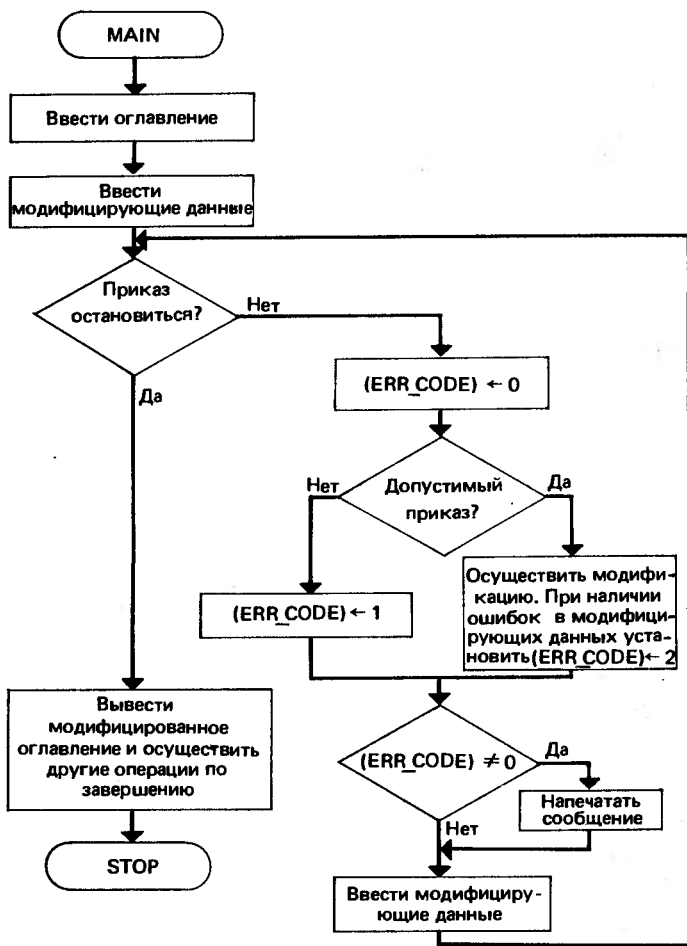 MAIN
Ввести оглавление
Ввести
модифицирующие данные
Приказ
остановиться?
Нет
Да
(ERR_CODE) ← 0
Допустимый
приказ?
Нет
Да
(ERR_CODE) ← 1
Осуществить модифи-
кацию. При наличии
ошибок в модифици-
рующих данных уста-
новить (ERR_CODE) ← 2
(ERR_CODE) ≠ 0
Да
Напечатать
сообщение
Нет
Ввести модифицирую-
ющие данные
Вывести
модифицированное
оглавление и осуществить
другие операции по
завершению
STOP